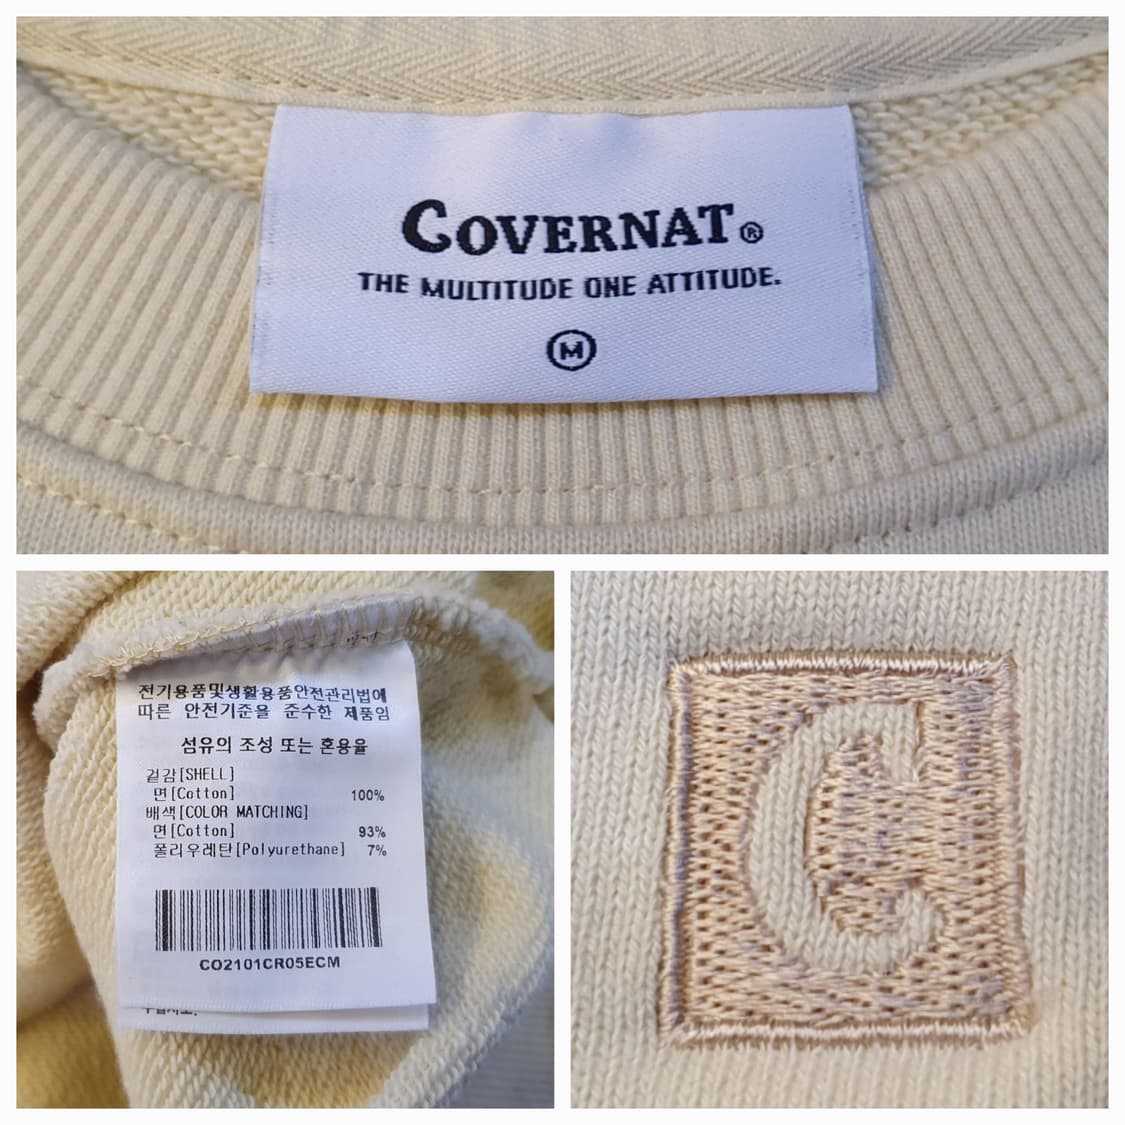 COVERNAT®
THE MULTITUDE ONE ATTITUDE.
M
전기용품및생활용품안전관리법에
따른 안전기준을 준수한 제품임
섬유의 조성 또는 혼용율
겉감[SHELL]
면[Cotton] 100%
배색[COLOR MATCHING]
면[Cotton] 93%
폴리우레탄[Polyurethane] 7%
CO2101CR05ECM
C